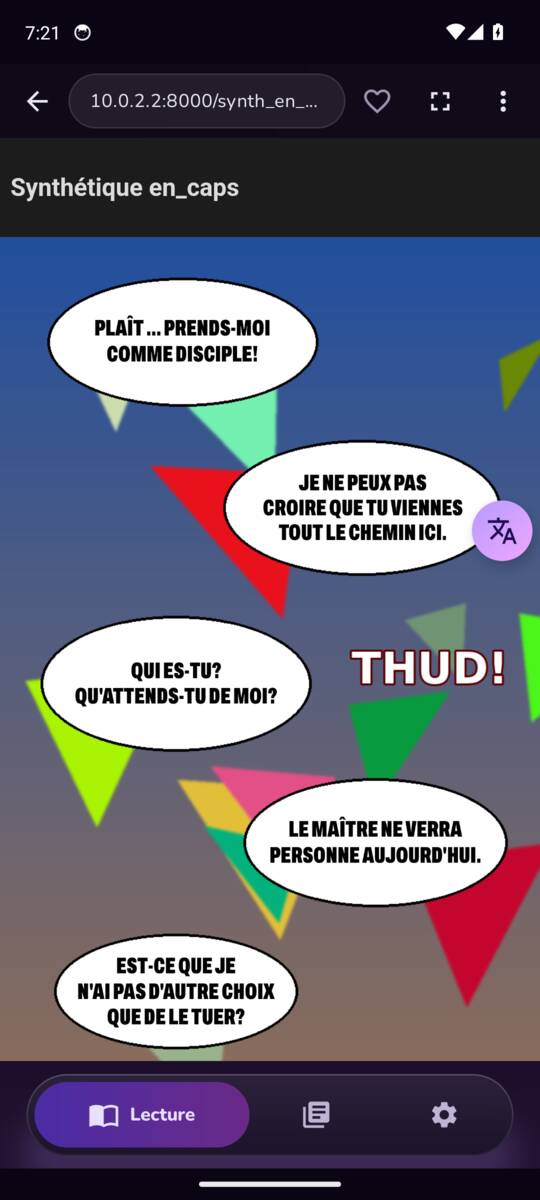 7:21
10.0.2.2:8000/synth_en_...
Synthétique en_caps
PLAÎT ... PRENDS-MOI
COMME DISCIPLE!
JE NE PEUX PAS
CROIRE QUE TU VIENNES
TOUT LE CHEMIN ICI.
QUI ES-TU?
QU'ATTENDS-TU DE MOI?
THUD!
LE MAÎTRE NE VERRA
PERSONNE AUJOURD'HUI.
EST-CE QUE JE
N'AI PAS D'AUTRE CHOIX
QUE DE LE TUER?
Lecture